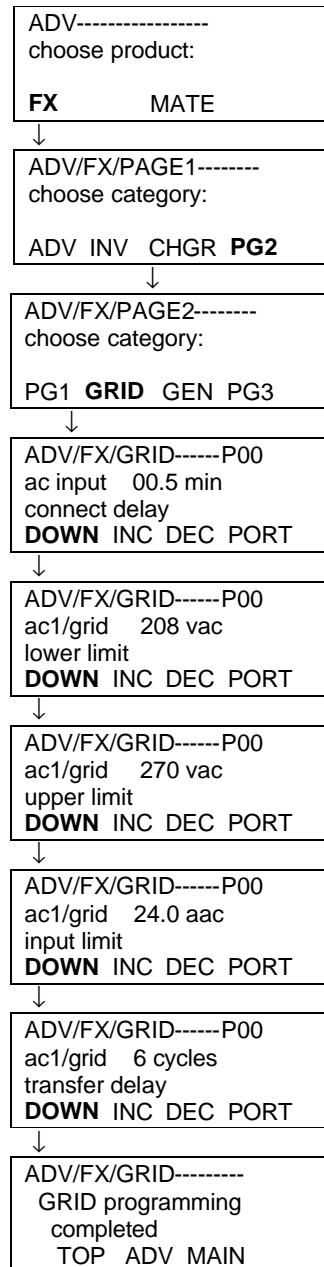 ADV-----------------
choose product:
FX MATE
↓
ADV/FX/PAGE1--------
choose category:
ADV INV CHGR PG2
↓
ADV/FX/PAGE2--------
choose category:
PG1 GRID GEN PG3
↓
ADV/FX/GRID------P00
ac input 00.5 min
connect delay
DOWN INC DEC PORT
↓
ADV/FX/GRID------P00
ac1/grid 208 vac
lower limit
DOWN INC DEC PORT
↓
ADV/FX/GRID------P00
ac1/grid 270 vac
upper limit
DOWN INC DEC PORT
↓
ADV/FX/GRID------P00
ac1/grid 24.0 aac
input limit
DOWN INC DEC PORT
↓
ADV/FX/GRID------P00
ac1/grid 6 cycles
transfer delay
DOWN INC DEC PORT
↓
ADV/FX/GRID---------
GRID programming
completed
TOP ADV MAIN